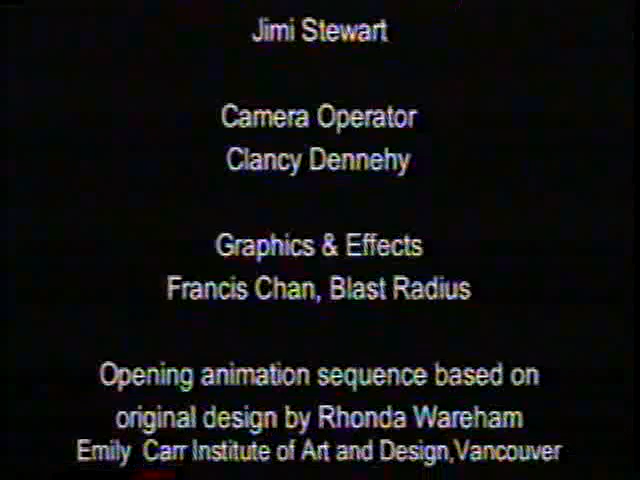 Jimi Stewart
Camera Operator
Clancy Dennehy
Graphics & Effects
Francis Chan, Blast Radius
Opening animation sequence based on
original design by Rhonda Wareham
Emily Carr Institute of Art and Design,Vancouver